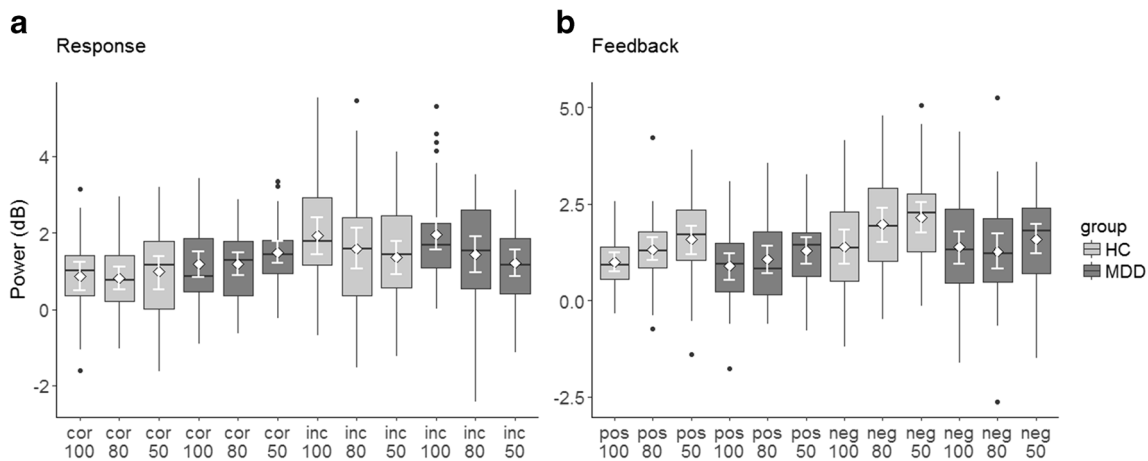 a
Response
Power (dB)
4
2
0
-2
cor cor cor cor cor cor inc inc inc inc inc inc
100 80 50 100 80 50 100 80 50 100 80 50
b
Feedback
5.0
2.5
0.0
-2.5
pos pos pos pos pos pos neg neg neg neg neg neg
100 80 50 100 80 50 100 80 50 100 80 50
group
HC
MDD